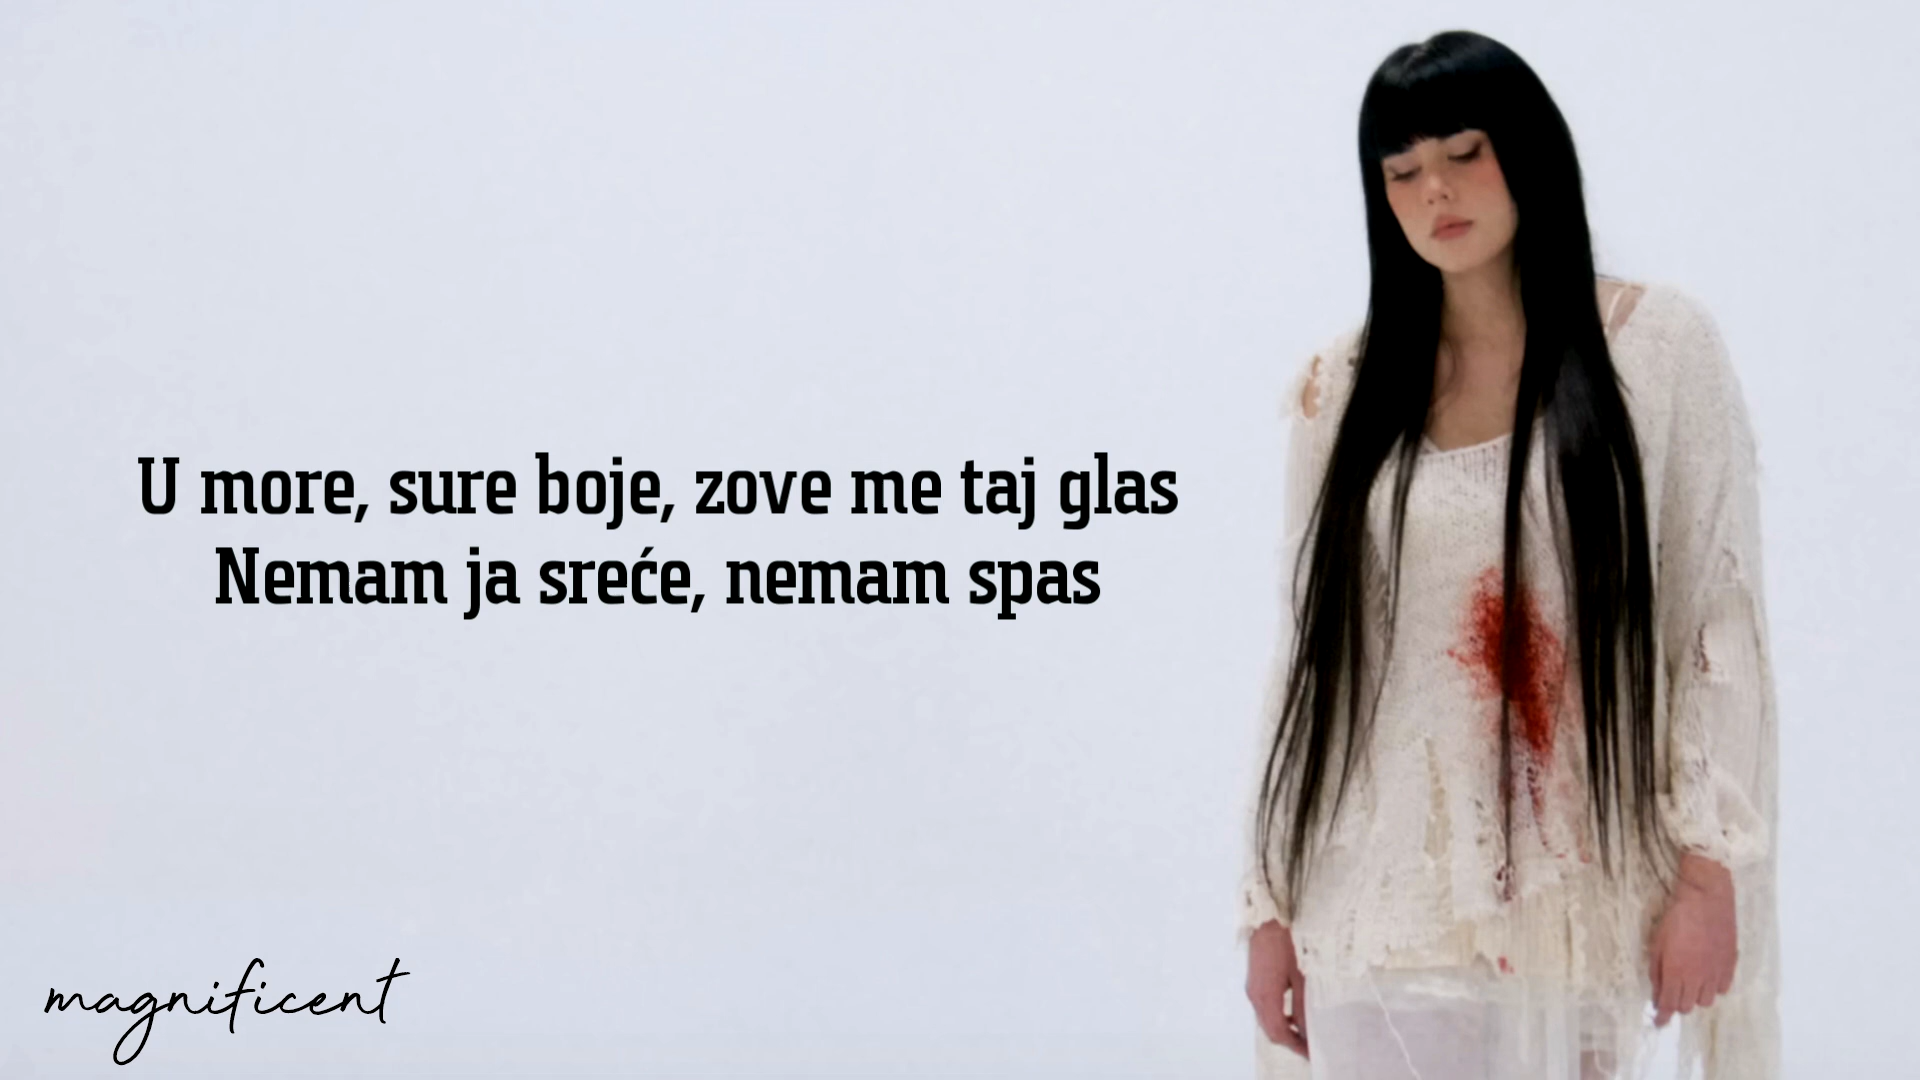 U more, sure boje, zove me taj glas
Nemam ja sreće, nemam spas
magnificent